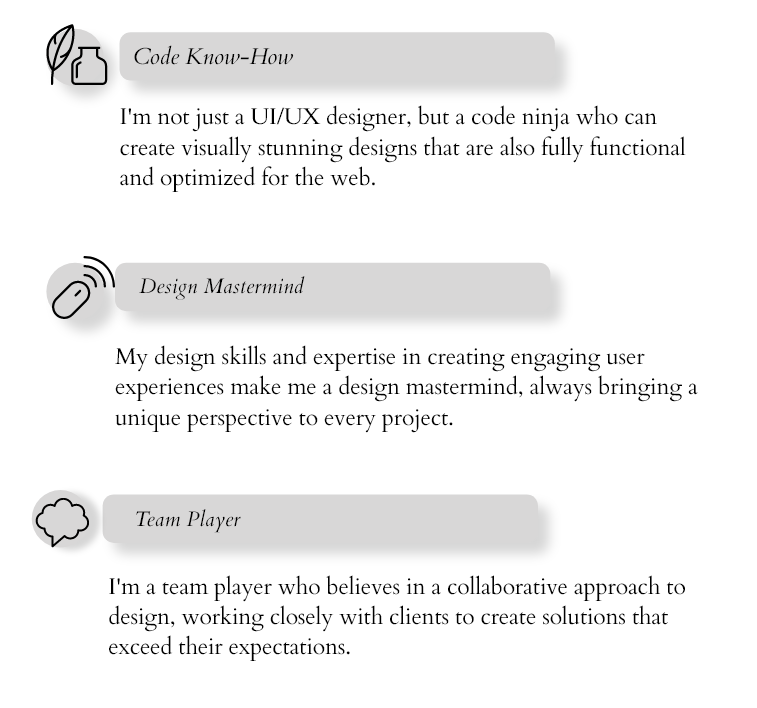 Code Know-How
I'm not just a UI/UX designer, but a code ninja who can
create visually stunning designs that are also fully functional
and optimized for the web.
Design Mastermind
My design skills and expertise in creating engaging user
experiences make me a design mastermind, always bringing a
unique perspective to every project.
Team Player
I'm a team player who believes in a collaborative approach to
design, working closely with clients to create solutions that
exceed their expectations.